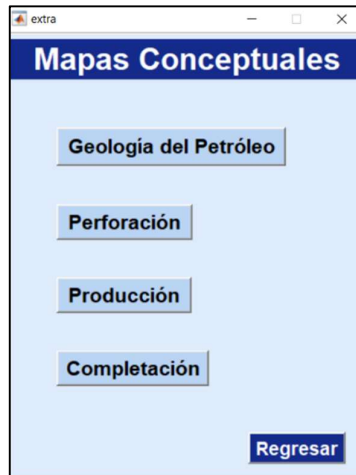 extra
Mapas Conceptuales
Geología del Petróleo
Perforación
Producción
Completación
Regresar